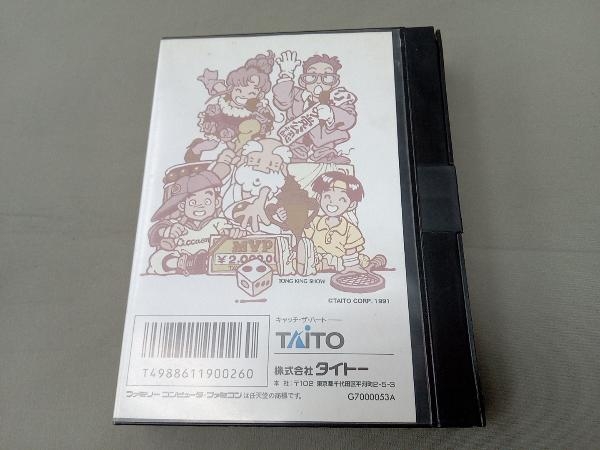 MVP
¥2,000,0
TONG KING SHOW
©TAITO CORP. 1991
キャッチ・ザ・ハート
TAITO
T4988611900260
株式会社 タイトー
本 社:〒102 東京都千代田区平河町2-5-3
ファミリー コンピュータ・ファミコンは任天堂の商標です。
G7000053A